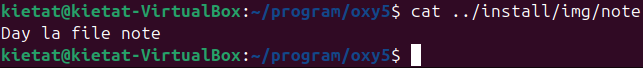 kietat@kietat-VirtualBox:~/program/oxy5$ cat ../install/img/note
Day la file note
kietat@kietat-VirtualBox:~/program/oxy5$